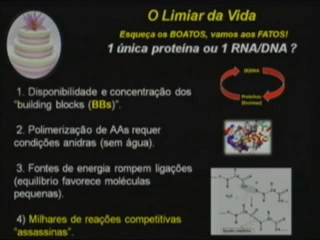 O Limiar da Vida
Esqueça os BOATOS, vamos aos FATOS!
1 única proteína ou 1 RNA/DNA ?
1. Disponibilidade e concentração dos
"building blocks (BBs)".
2. Polimerização de AAs requer
condições anidras (sem água).
3. Fontes de energia rompem ligações
(equilibrio favorece moléculas
pequenas).
4) Milhares de reações competitivas
"assassinas".